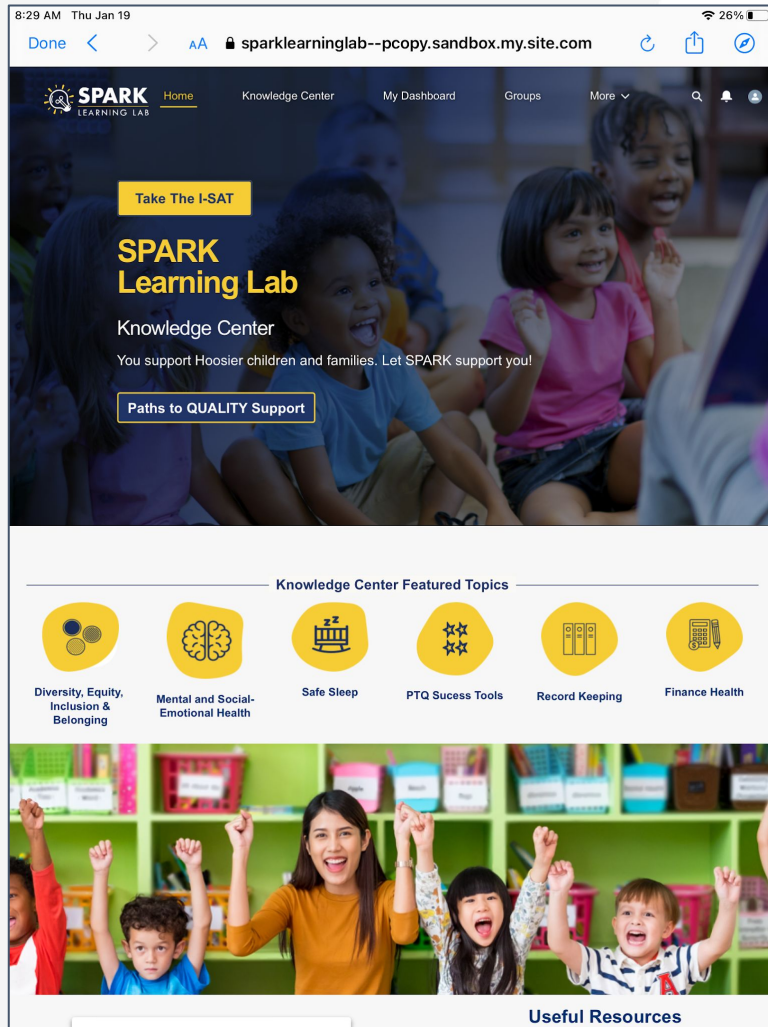 8:29 AM Thu Jan 19
26%
Done
AA
sparklearninglab--pcopy.sandbox.my.site.com
SPARK
LEARNING LAB
Home
Knowledge Center
My Dashboard
Groups
More
Take The I-SAT
SPARK
Learning Lab
Knowledge Center
You support Hoosier children and families. Let SPARK support you!
Paths to QUALITY Support
Knowledge Center Featured Topics
Diversity, Equity,
Inclusion &
Belonging
Mental and Social-
Emotional Health
zz
Safe Sleep
PTQ Sucess Tools
Record Keeping
$
Finance Health
A
Useful Resources